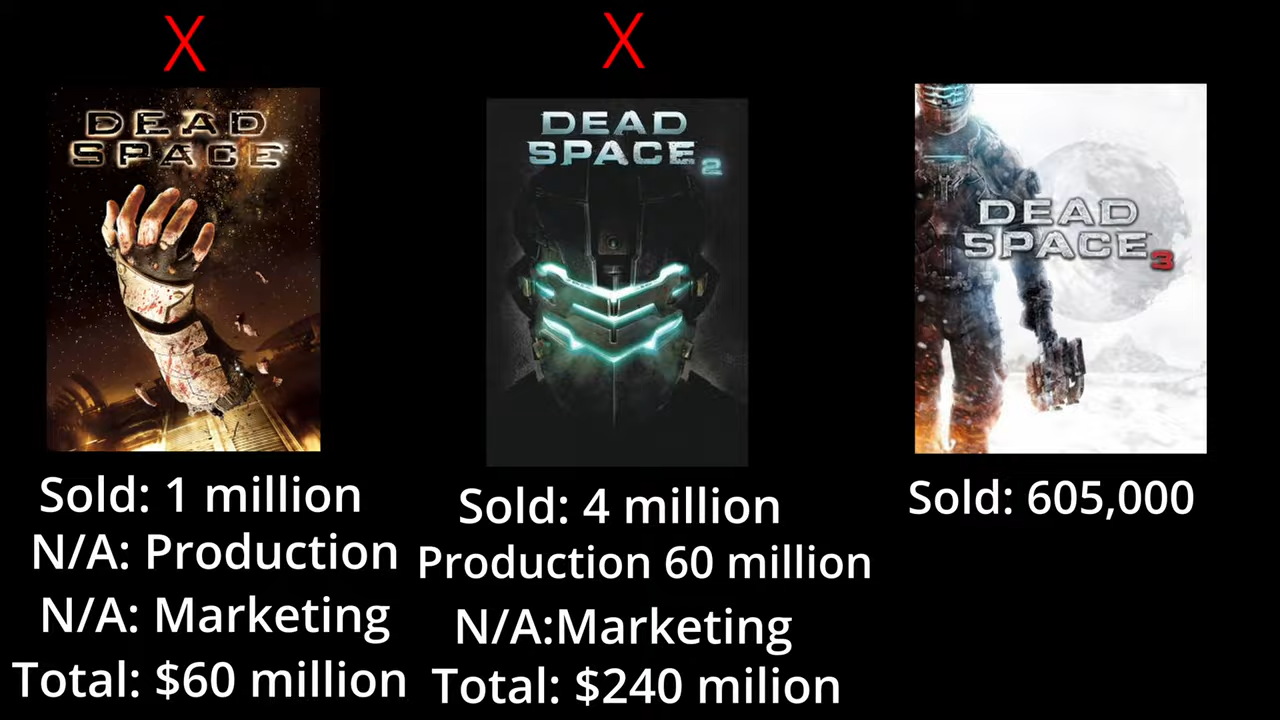 X
DEAD
SPACE
Sold: 1 million
N/A: Production
N/A: Marketing
Total: $60 million
X
DEAD
SPACE 2
Sold: 4 million
Production 60 million
N/A:Marketing
Total: $240 milion
DEAD
SPACE 3
Sold: 605,000